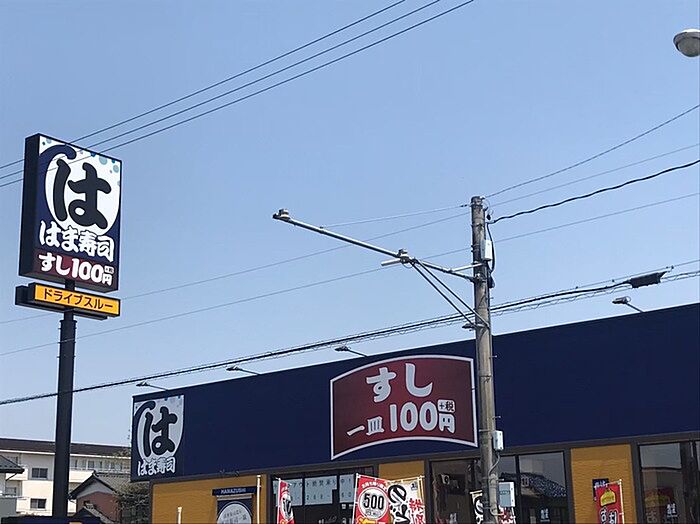 は
はま寿司
すし100円
+税
ドライブスルー
は
はま寿司
すし
一皿100円
+税
HAMAZUSHI
500